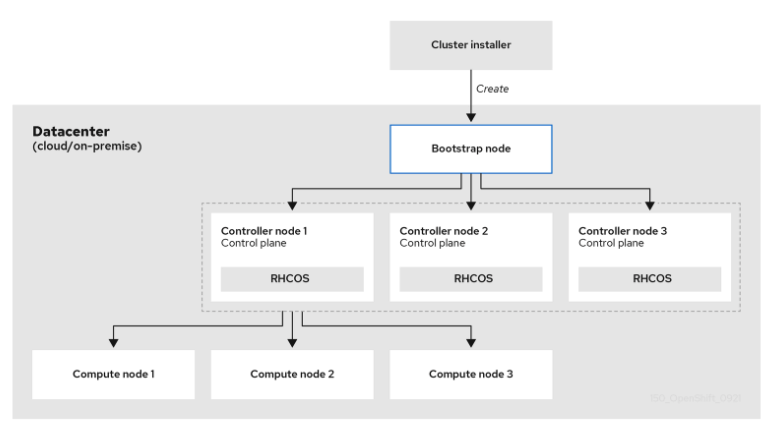 Cluster installer
Create
Datacenter
(cloud/on-premise)
Bootstrap node
Controller node 1
Control plane
RHCOS
Controller node 2
Control plane
RHCOS
Controller node 3
Control plane
RHCOS
Compute node 1
Compute node 2
Compute node 3